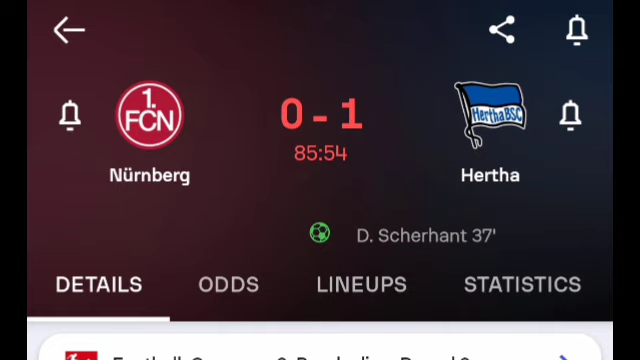 1.
FCN
0 - 1
Hertha BSC
85:54
Nürnberg
Hertha
D. Scherhant 37'
DETAILS
ODDS
LINEUPS
STATISTICS